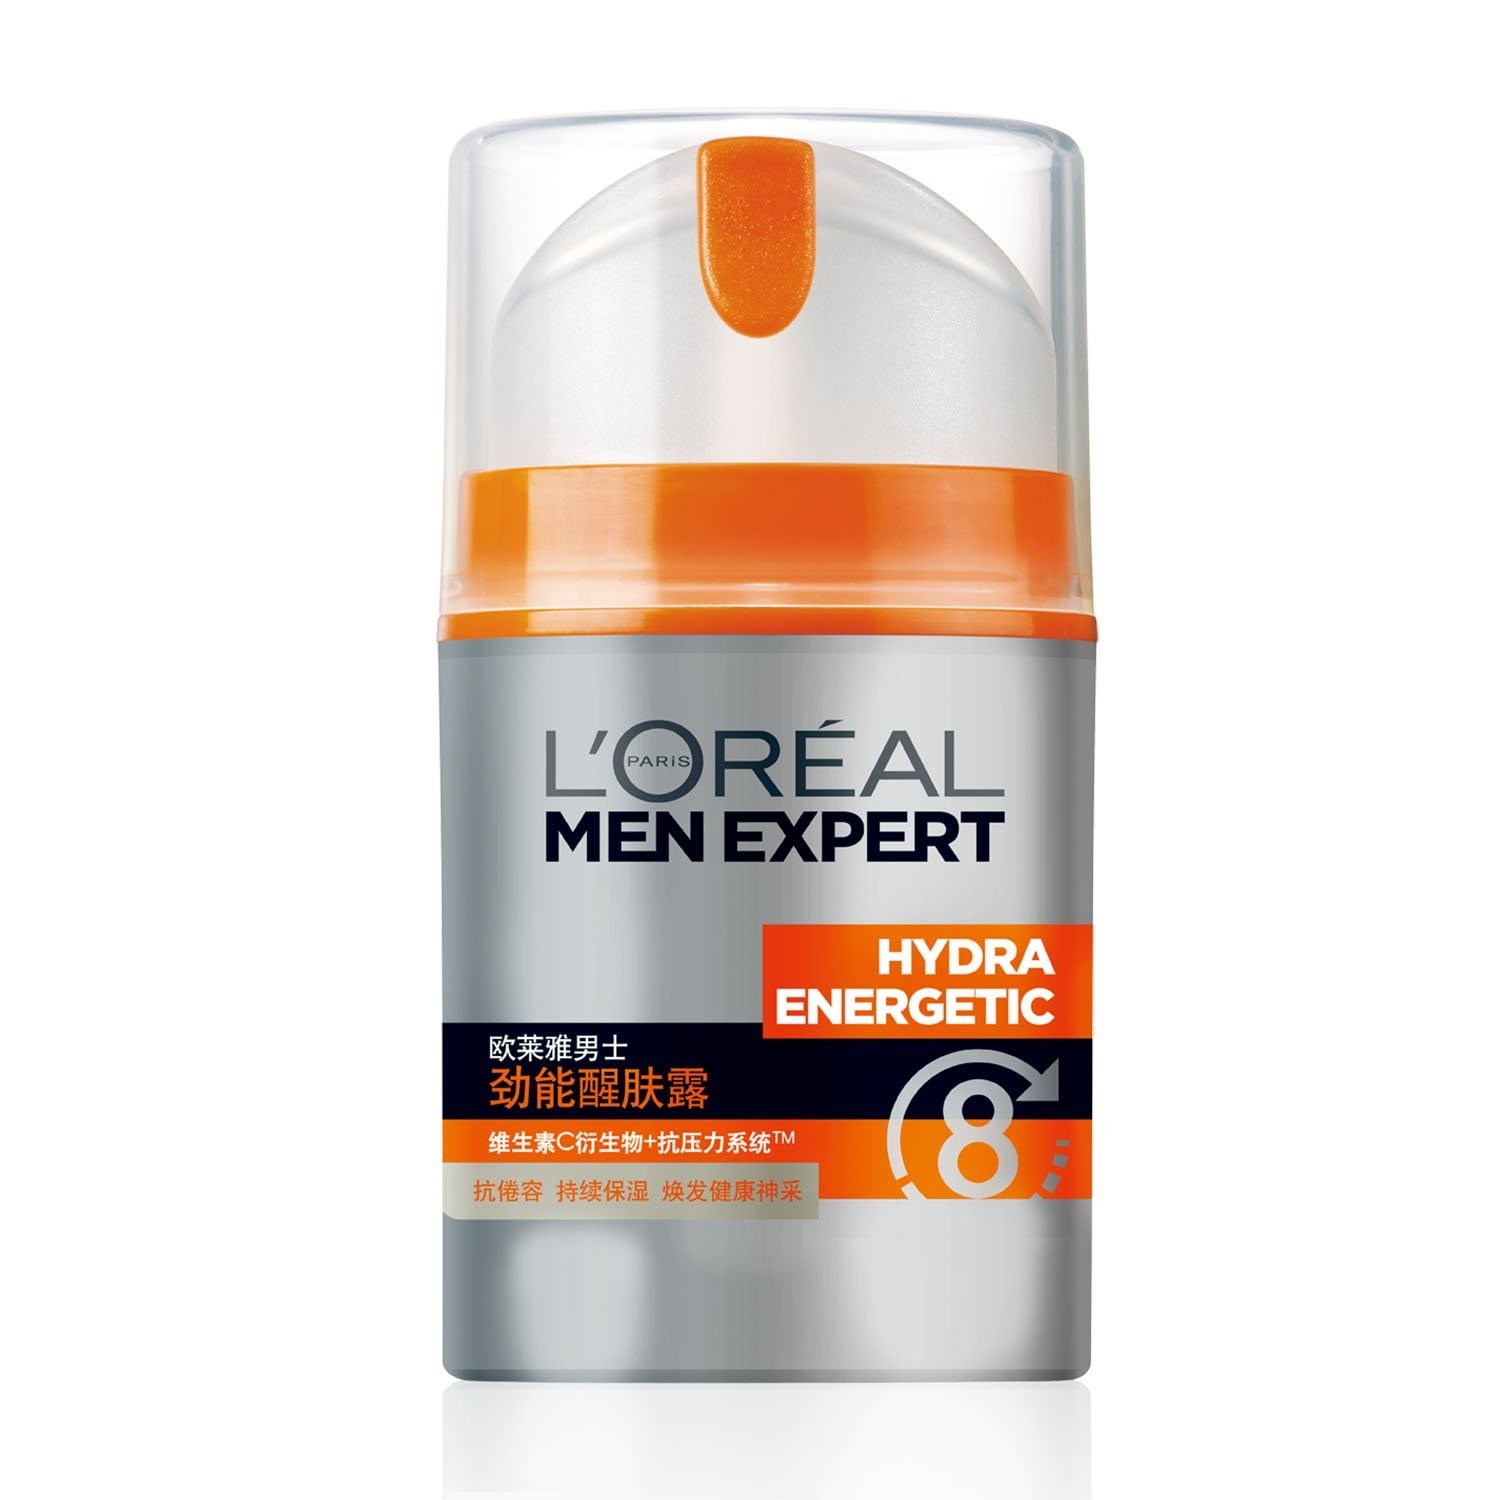 L'ORÉAL
PARiS
MEN EXPERT
HYDRA
ENERGETIC
欧莱雅男士
劲能醒肤露
8
维生素C衍生物+抗压力系统™
抗倦容 持续保湿 焕发健康神采